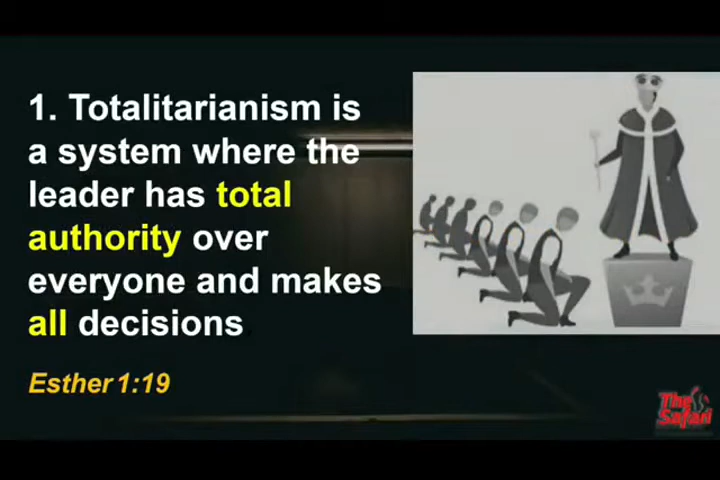 1. Totalitarianism is
a system where the
leader has total
authority over
everyone and makes
all decisions
Esther 1:19
The
Safari